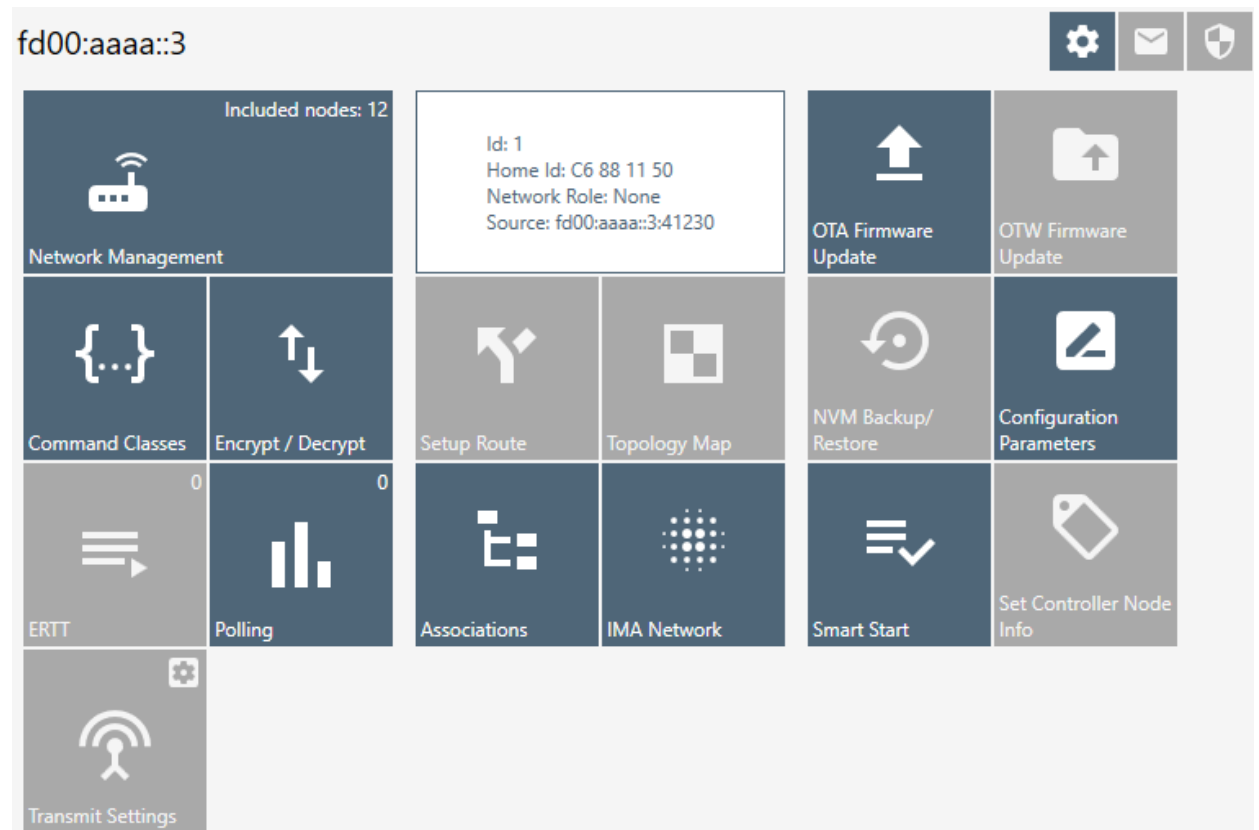 fd00:aaaa::3
Included nodes: 12
Network Management
Id: 1
Home Id: C6 88 11 50
Network Role: None
Source: fd00:aaaa::3:41230
OTA Firmware
Update
OTW Firmware
Update
{...}
Command Classes
Encrypt / Decrypt
Setup Route
Topology Map
NVM Backup/
Restore
Configuration
Parameters
0
ERTT
0
Polling
Associations
IMA Network
Smart Start
Set Controller Node
Info
Transmit Settings